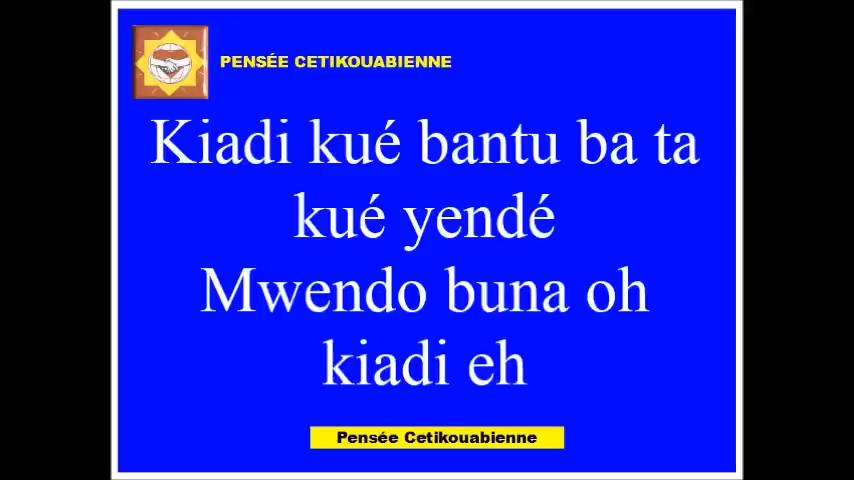 PENSÉE CETIKOUABIENNE
Kiadi kué bantu ba ta
kué yendé
Mwendo buna oh
kiadi eh
Pensée Cetikouabienne